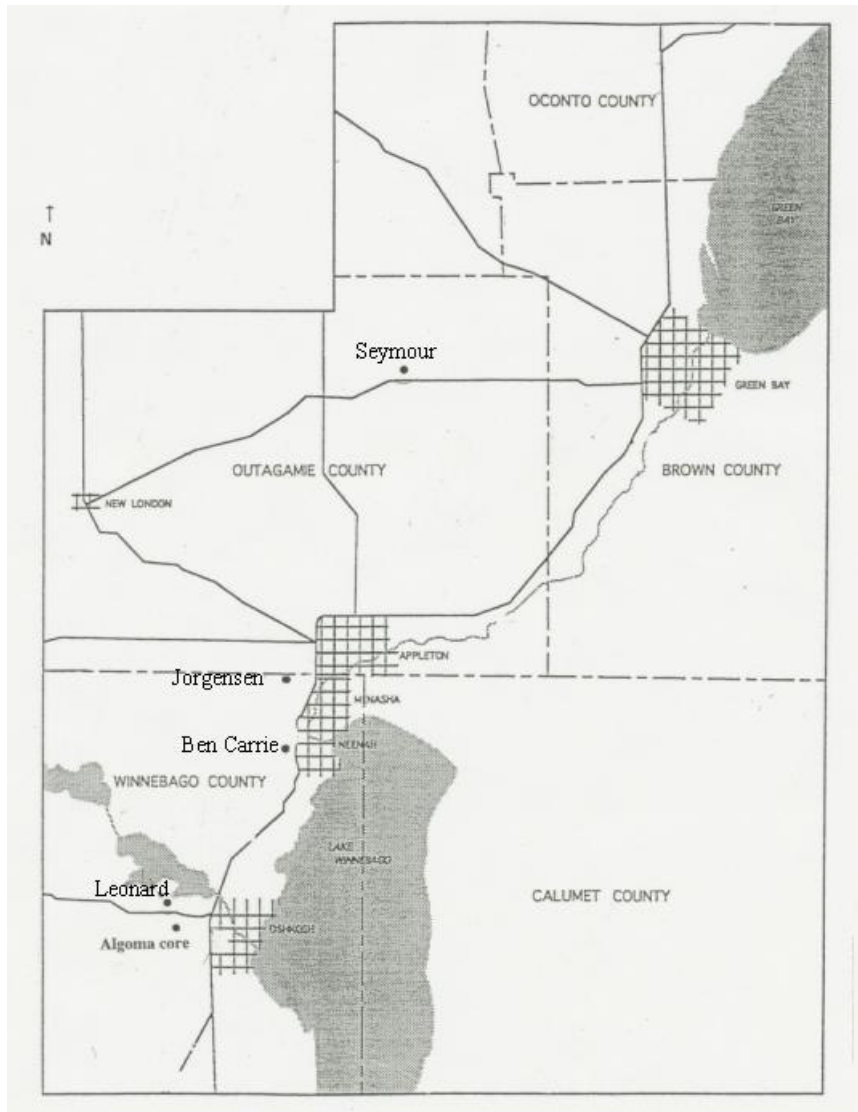 OCONTO COUNTY
GREEN
BAY
↑
N
Seymour
GREEN BAY
OUTAGAMIE COUNTY
BROWN COUNTY
NEW LONDON
APPLETON
Jorgensen
MENASHA
Ben Carrie
NEENAH
WINNEBAGO COUNTY
LAKE
WINNEBAGO
Leonard
CALUMET COUNTY
OSHKOSH
Algoma core